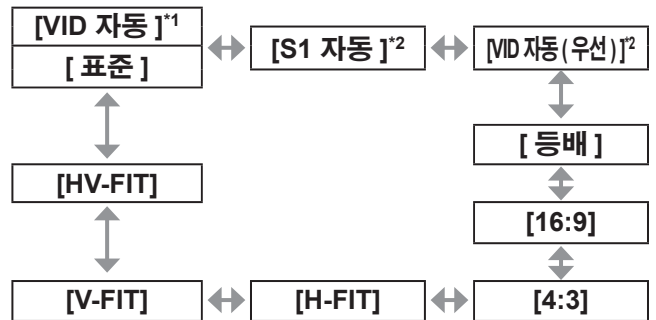 [VID 자동 ]*1
[ 표준 ]
[S1 자동 ]*2
[VID 자동 ( 우선 )]*2
[ 등배 ]
[HV-FIT]
[16:9]
[V-FIT]
[H-FIT]
[4:3]